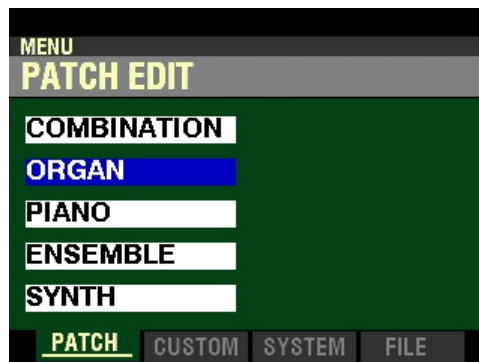 MENU
PATCH EDIT
COMBINATION
ORGAN
PIANO
ENSEMBLE
SYNTH
PATCH CUSTOM SYSTEM FILE